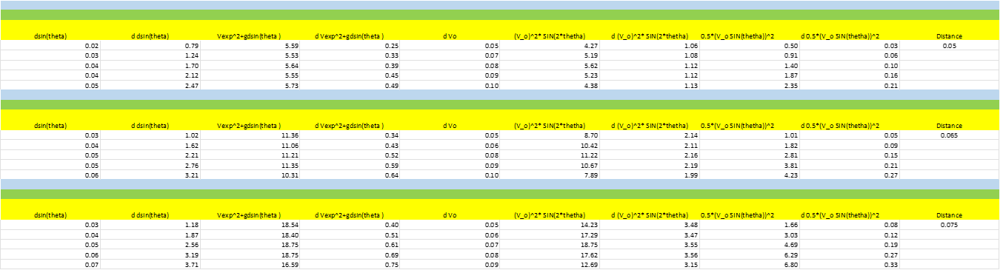 dsin(theta) d dsin(theta) Vexp^2+gdsin(theta ) d Vexp^2+gdsin(theta ) d Vo (V_o)^2* SIN(2*thetha) d (V_o)^2* SIN(2*thetha) 0.5*(V_o SIN(thetha))^2 d 0.5*(V_o SIN(thetha))^2 Distance
0.02 0.79 5.59 0.25 0.05 4.27 1.06 0.50 0.03 0.05
0.03 1.24 5.53 0.33 0.07 5.19 1.08 0.91 0.06
0.04 1.70 5.64 0.39 0.08 5.62 1.12 1.40 0.10
0.04 2.12 5.55 0.45 0.09 5.23 1.12 1.87 0.16
0.05 2.47 5.73 0.49 0.10 4.38 1.13 2.35 0.21
dsin(theta) d dsin(theta) Vexp^2+gdsin(theta ) d Vexp^2+gdsin(theta ) d Vo (V_o)^2* SIN(2*thetha) d (V_o)^2* SIN(2*thetha) 0.5*(V_o SIN(thetha))^2 d 0.5*(V_o SIN(thetha))^2 Distance
0.03 1.02 11.36 0.34 0.05 8.70 2.14 1.01 0.05 0.065
0.04 1.62 11.06 0.43 0.06 10.42 2.11 1.82 0.09
0.05 2.21 11.21 0.52 0.08 11.22 2.16 2.81 0.15
0.05 2.76 11.35 0.59 0.09 10.67 2.19 3.81 0.21
0.06 3.21 10.31 0.64 0.10 7.89 1.99 4.23 0.27
dsin(theta) d dsin(theta) Vexp^2+gdsin(theta ) d Vexp^2+gdsin(theta ) d Vo (V_o)^2* SIN(2*thetha) d (V_o)^2* SIN(2*thetha) 0.5*(V_o SIN(thetha))^2 d 0.5*(V_o SIN(thetha))^2 Distance
0.03 1.18 18.54 0.40 0.05 14.23 3.48 1.66 0.08 0.075
0.04 1.87 18.40 0.51 0.06 17.29 3.47 3.03 0.12
0.05 2.56 18.75 0.61 0.07 18.75 3.55 4.69 0.19
0.06 3.19 18.75 0.69 0.08 17.62 3.56 6.29 0.27
0.07 3.71 16.59 0.75 0.09 12.69 3.15 6.80 0.33